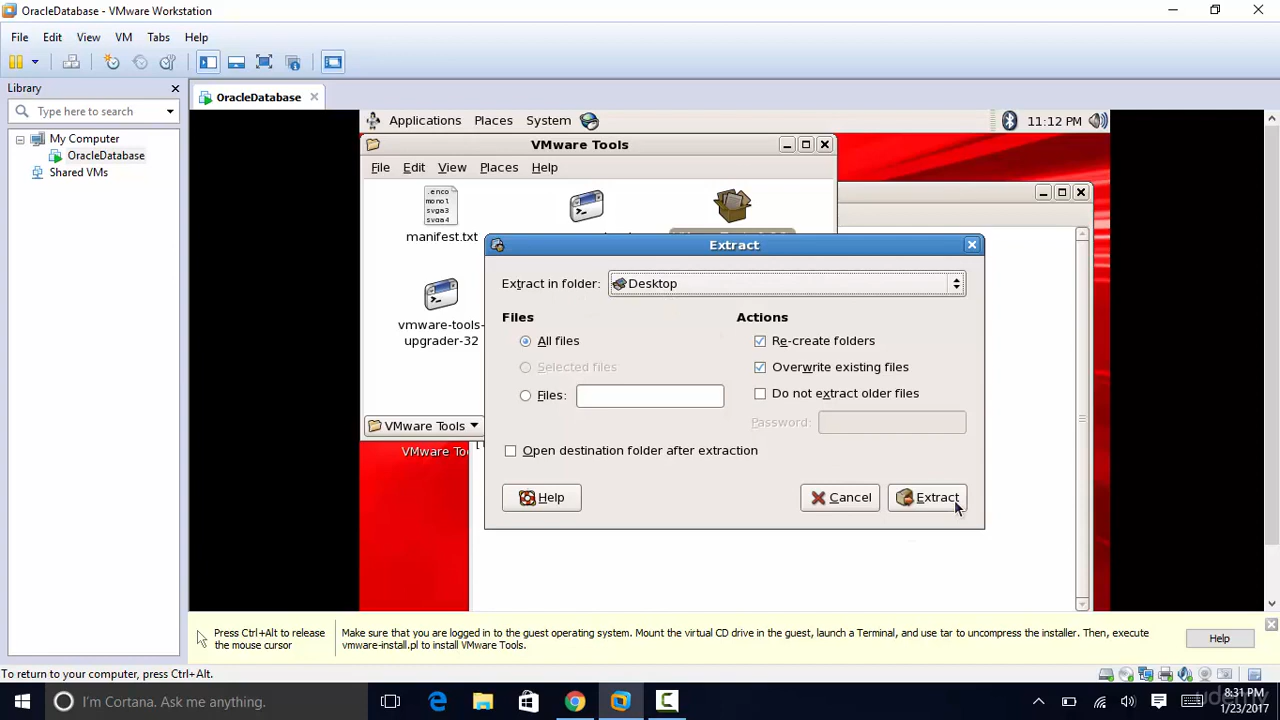 OracleDatabase - VMware Workstation
File Edit View VM Tabs Help
Library
Type here to search
My Computer
OracleDatabase
Shared VMs
OracleDatabase
Applications Places System
11:12 PM
VMware Tools
File Edit View Places Help
.enco
mono1
svga3
svga4
manifest.txt
vmware-tools-
upgrader-32
VMware Tools
Extract
Extract in folder: Desktop
Files
All files
Selected files
Files:
Actions
Re-create folders
Overwrite existing files
Do not extract older files
Password:
Open destination folder after extraction
Help Cancel Extract
Press Ctrl+Alt to release
the mouse cursor
Make sure that you are logged in to the guest operating system. Mount the virtual CD drive in the guest, launch a Terminal, and use tar to uncompress the installer. Then, execute
vmware-install.pl to install VMware Tools.
Help
To return to your computer, press Ctrl+Alt.
I'm Cortana. Ask me anything.
8:31 PM
1/23/2017
udemy